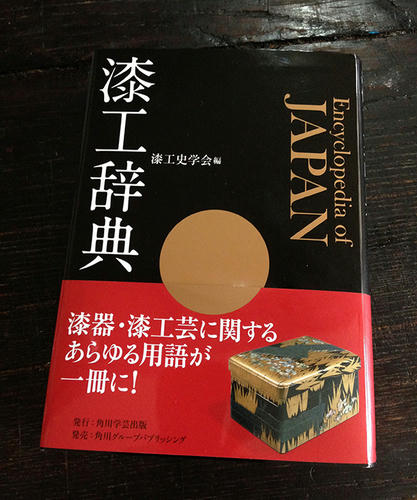 漆工辞典
漆工史学会編
Encyclopedia of
JAPAN
漆器・漆工芸に関する
あらゆる用語が
一冊に!
発行:角川学芸出版
発売:角川グループパブリッシング